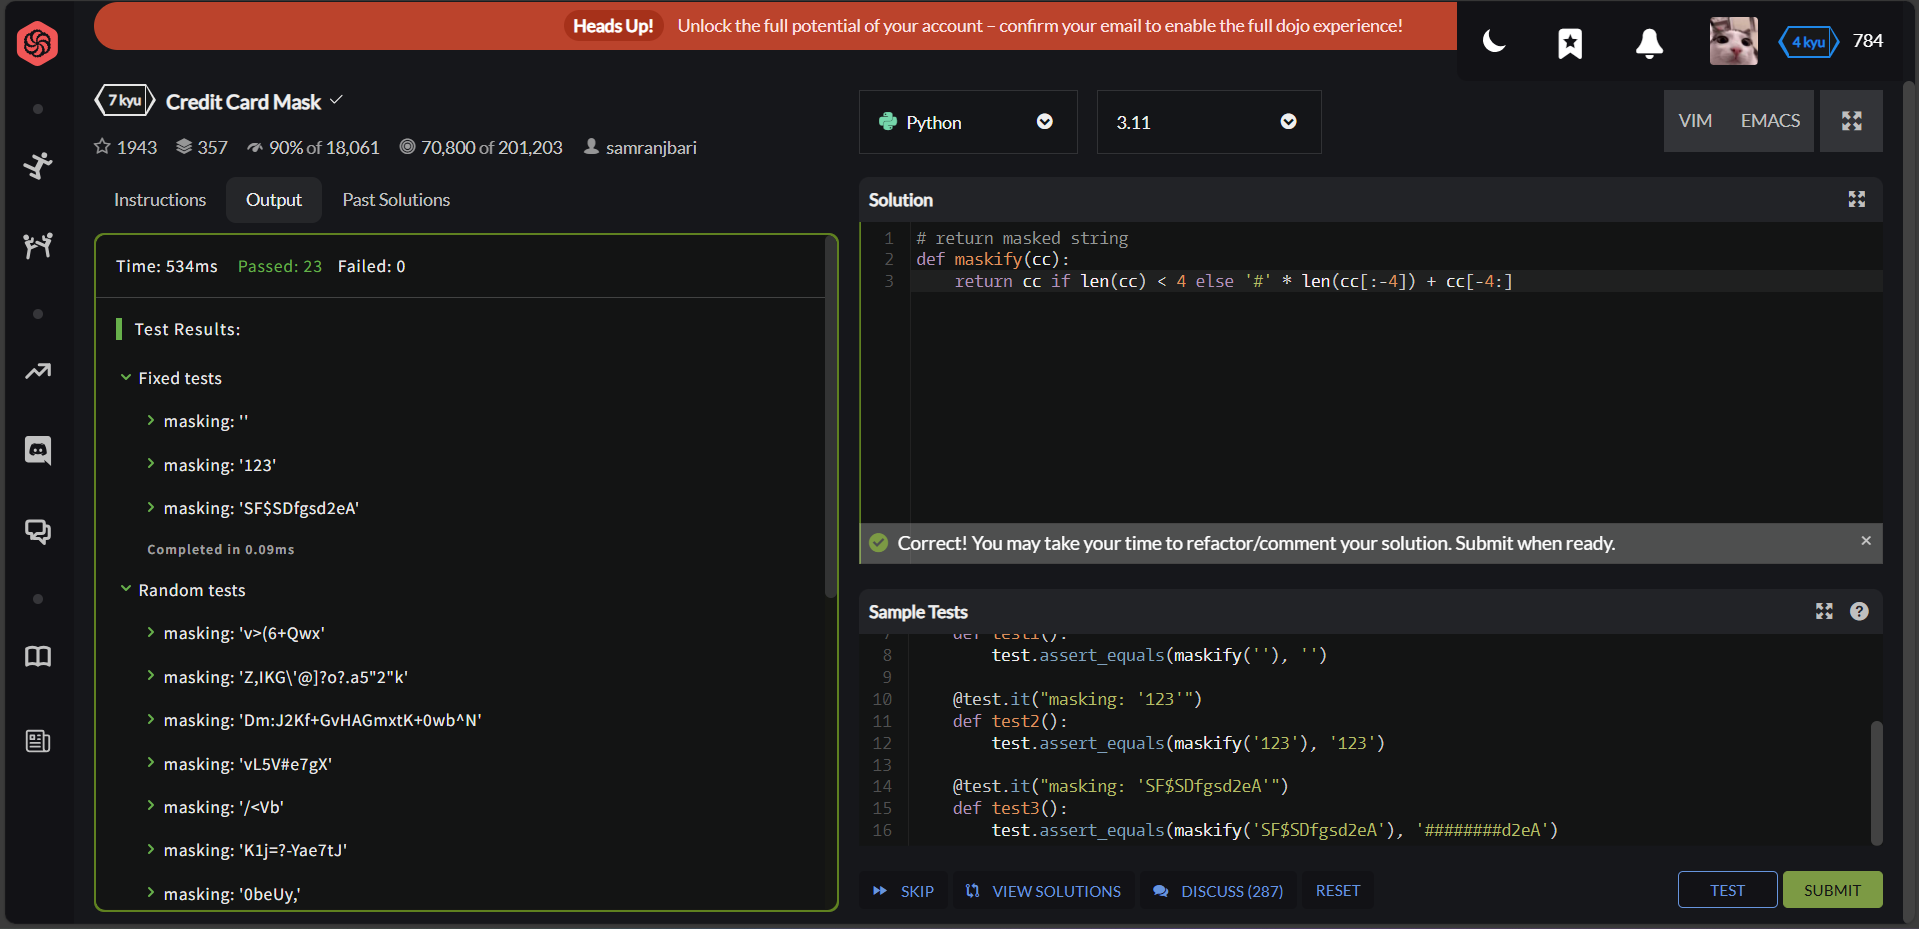 Heads Up! Unlock the full potential of your account – confirm your email to enable the full dojo experience!
4 kyu 784
7 kyu Credit Card Mask
1943 357 90% of 18,061 70,800 of 201,203 samranjbari
Instructions Output Past Solutions
Time: 534ms Passed: 23 Failed: 0
Test Results:
Fixed tests
masking: ''
masking: '123'
masking: 'SF$SDfgsd2eA'
Completed in 0.09ms
Random tests
masking: 'v>(6+Qwx'
masking: 'Z,IKG\'@]?o?.a5"2"k'
masking: 'Dm:J2Kf+GvHAGmxtK+0wb^N'
masking: 'vL5V#e7gX'
masking: '/<Vb'
masking: 'K1j=?-Yae7tJ'
masking: '0beUy,'
Python 3.11 VIM EMACS
Solution
1 # return masked string
2 def maskify(cc):
3 return cc if len(cc) < 4 else '#' * len(cc[:-4]) + cc[-4:]
Correct! You may take your time to refactor/comment your solution. Submit when ready. ×
Sample Tests ?
7 def test1():
8 test.assert_equals(maskify(''), '')
9
10 @test.it("masking: '123'")
11 def test2():
12 test.assert_equals(maskify('123'), '123')
13
14 @test.it("masking: 'SF$SDfgsd2eA'")
15 def test3():
16 test.assert_equals(maskify('SF$SDfgsd2eA'), '########d2eA')
SKIP VIEW SOLUTIONS DISCUSS (287) RESET TEST SUBMIT